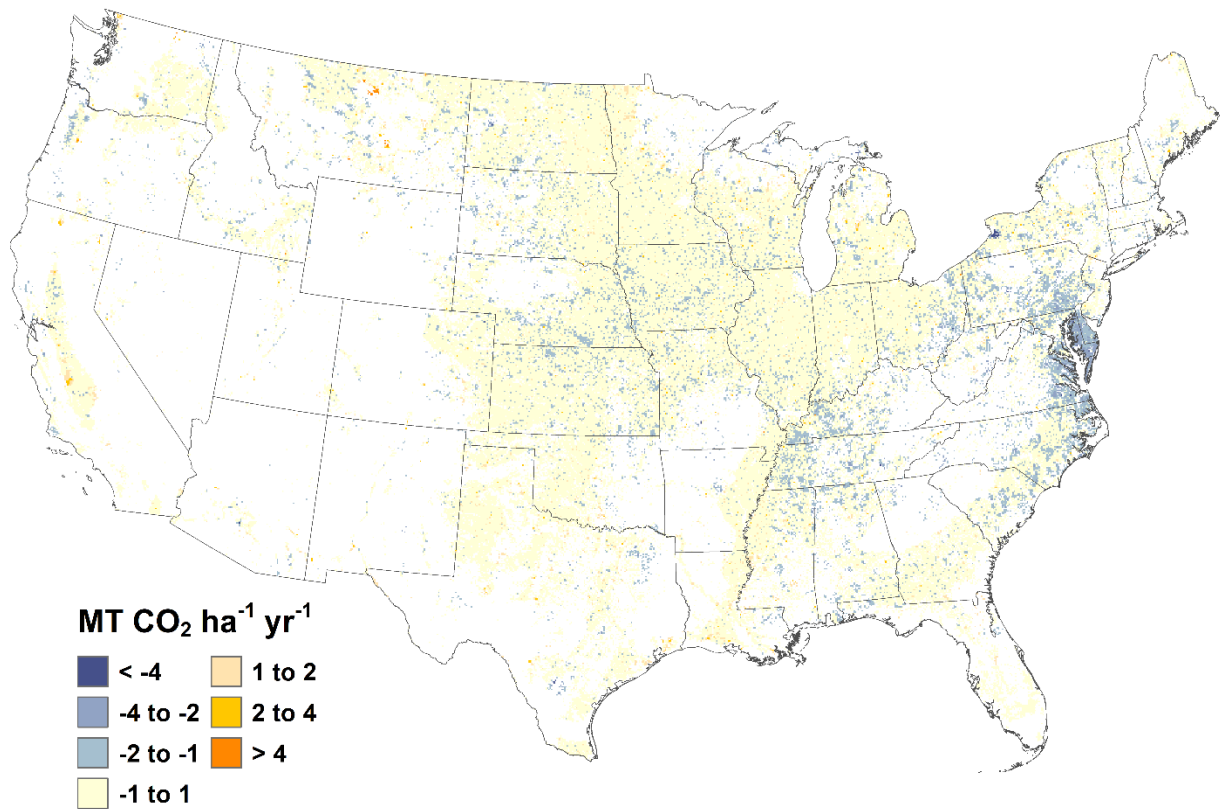 MT CO₂ ha⁻¹ yr⁻¹
< -4
-4 to -2
-2 to -1
-1 to 1
1 to 2
2 to 4
> 4